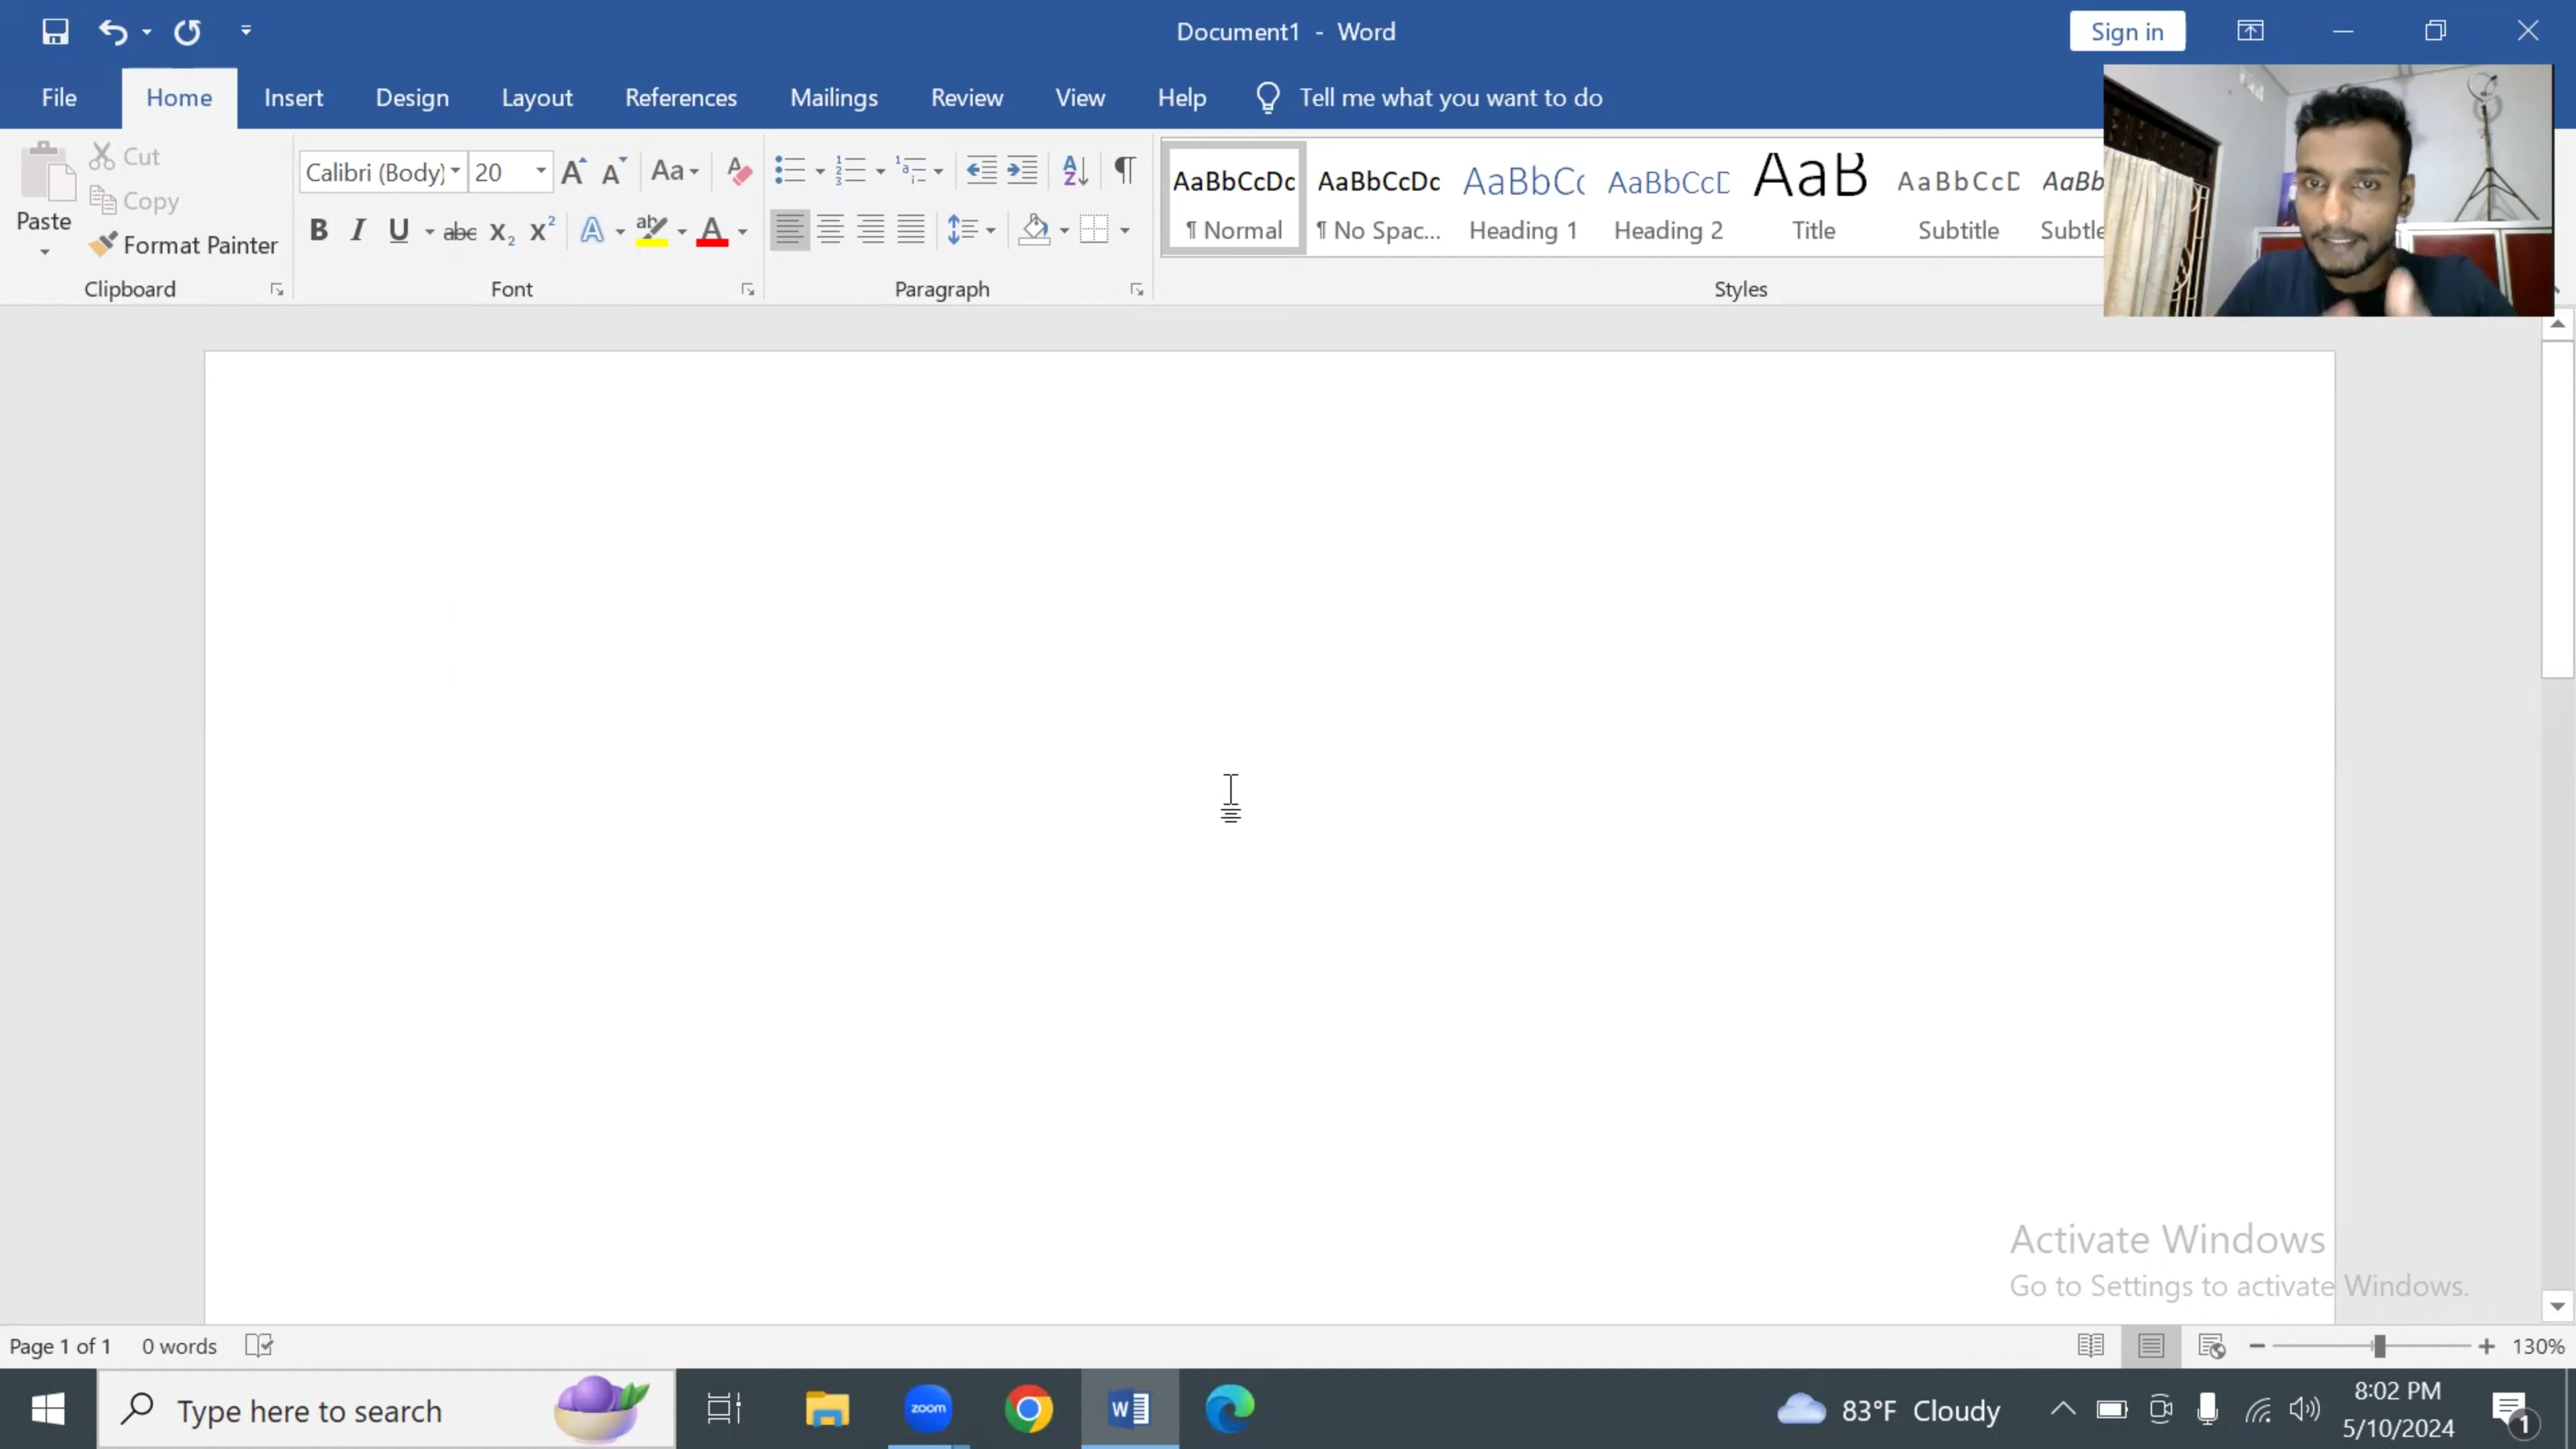 Document1 - Word
Sign in
File Home Insert Design Layout References Mailings Review View Help Tell me what you want to do
Paste
Cut
Copy
Format Painter
Clipboard
Calibri (Body) 20
Font
Paragraph
AaBbCcDc AaBbCcDc AaBbCc AaBbCcD AaB AaBbCcD AaBb
¶ Normal ¶ No Spac... Heading 1 Heading 2 Title Subtitle Subtle
Styles
Activate Windows
Go to Settings to activate Windows.
Page 1 of 1 0 words 130%
Type here to search
zoom
83°F Cloudy
8:02 PM
5/10/2024
1